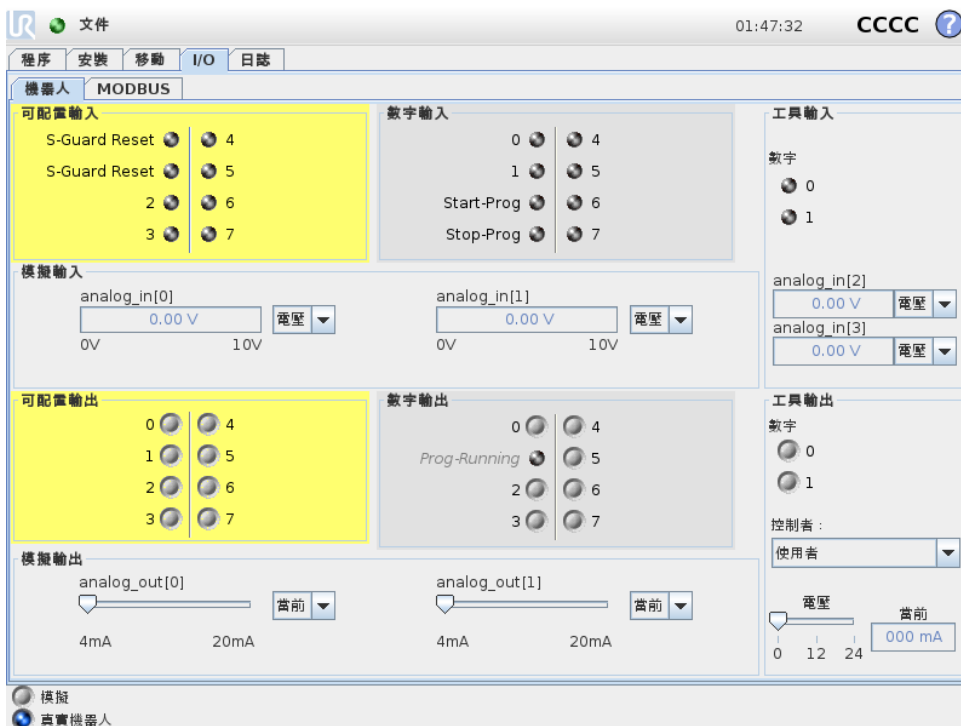 UR 文件 01:47:32 CCCC ?
程序 安裝 移動 I/O 日誌
機器人 MODBUS
可配置輸入
S-Guard Reset 4
S-Guard Reset 5
2 6
3 7
數字輸入
0 4
1 5
Start-Prog 6
Stop-Prog 7
工具輸入
數字
0
1
analog_in[2]
0.00 V 電壓
analog_in[3]
0.00 V 電壓
模擬輸入
analog_in[0]
0.00 V 電壓
0V 10V
analog_in[1]
0.00 V 電壓
0V 10V
可配置輸出
0 4
1 5
2 6
3 7
數字輸出
0 4
Prog-Running 5
2 6
3 7
工具輸出
數字
0
1
控制者：
使用者
電壓
0 12 24
當前
000 mA
模擬輸出
analog_out[0]
當前
4mA 20mA
analog_out[1]
當前
4mA 20mA
模擬
真實機器人